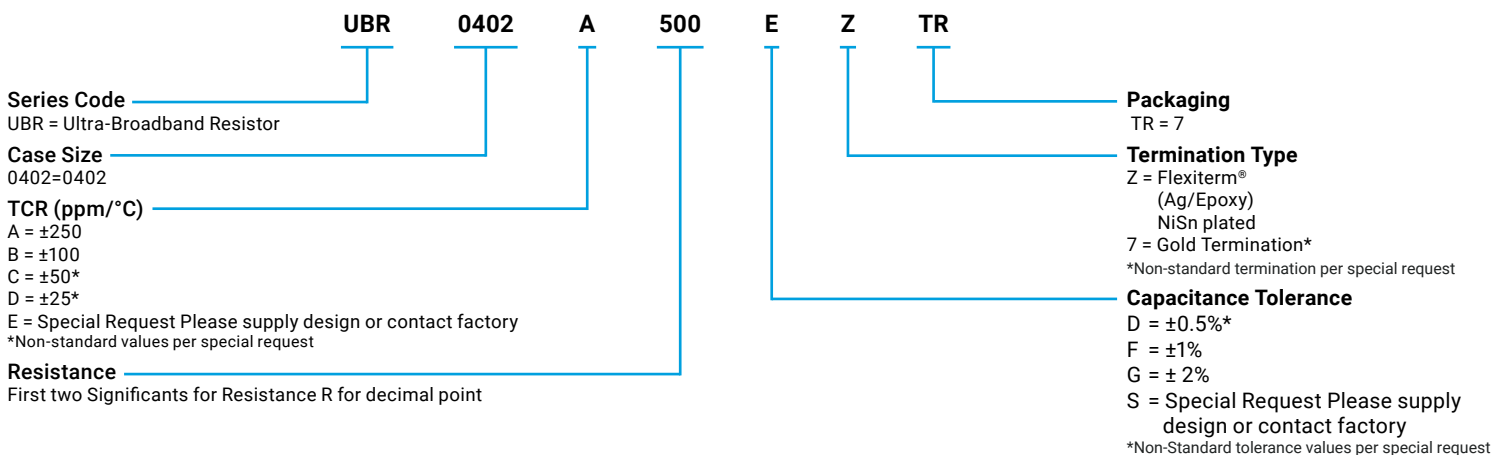 UBR 0402 A 500 E Z TR
Series Code
UBR = Ultra-Broadband Resistor
Case Size
0402=0402
TCR (ppm/°C)
A = ±250
B = ±100
C = ±50*
D = ±25*
E = Special Request Please supply design or contact factory
*Non-standard values per special request
Resistance
First two Significants for Resistance R for decimal point
Packaging
TR = 7
Termination Type
Z = Flexiterm®
(Ag/Epoxy)
NiSn plated
7 = Gold Termination*
*Non-standard termination per special request
Capacitance Tolerance
D = ±0.5%*
F = ±1%
G = ± 2%
S = Special Request Please supply
design or contact factory
*Non-Standard tolerance values per special request